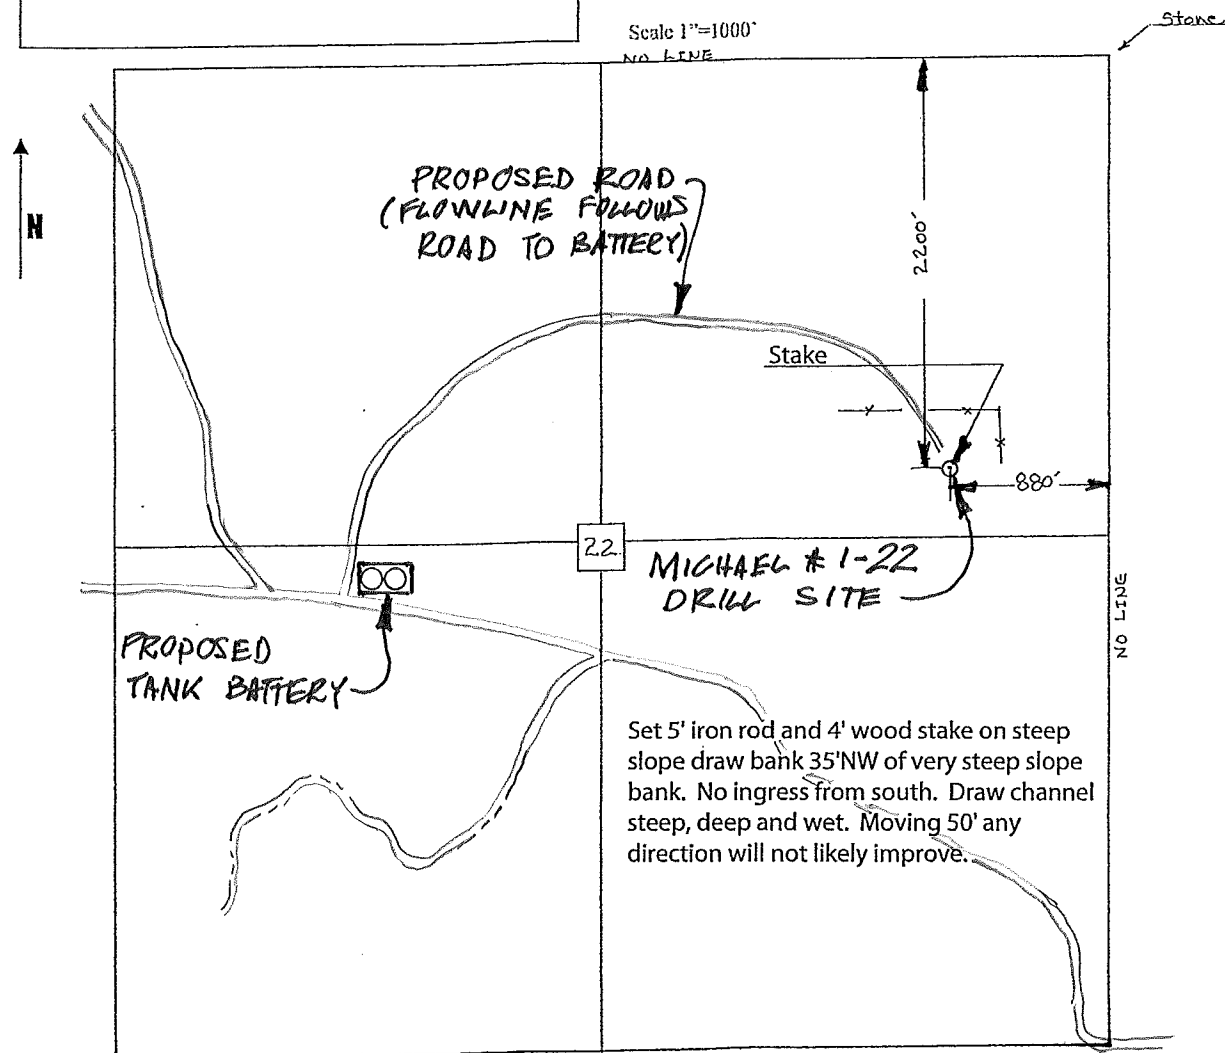 Stone
Scale 1"=1000'
NO LINE
N
PROPOSED ROAD
(FLOWLINE FOLLOWS
ROAD TO BATTERY)
2200'
Stake
880'
22
MICHAEL # 1-22
DRILL SITE
NO LINE
PROPOSED
TANK BATTERY
Set 5' iron rod and 4' wood stake on steep
slope draw bank 35'NW of very steep slope
bank. No ingress from south. Draw channel
steep, deep and wet. Moving 50' any
direction will not likely improve.